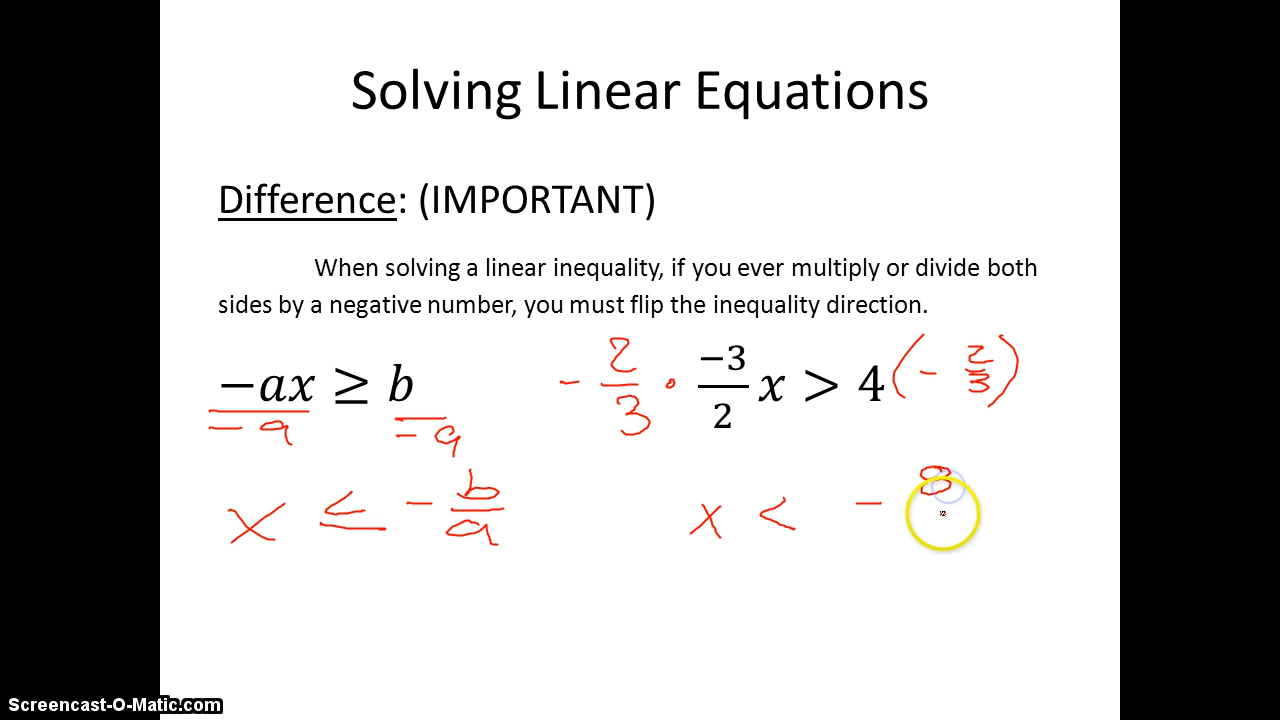 Solving Linear Equations
Difference: (IMPORTANT)
When solving a linear inequality, if you ever multiply or divide both
sides by a negative number, you must flip the inequality direction.
−ax ≥ b
−a −a
x ≤ − b/a
− 2/3 · −3/2 x > 4 (− 2/3)
x < − 8
Screencast-O-Matic.com